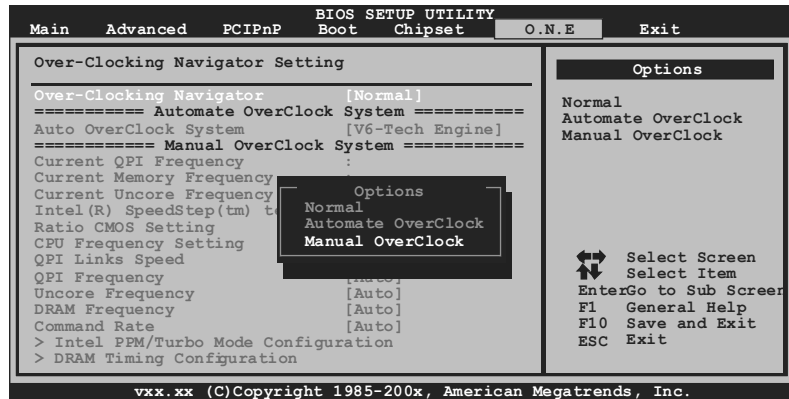 BIOS SETUP UTILITY
Main Advanced PCIPnP Boot Chipset O.N.E Exit
Over-Clocking Navigator Setting
Over-Clocking Navigator [Normal]
=========== Automate OverClock System ===========
Auto OverClock System [V6-Tech Engine]
============ Manual OverClock System ============
Current QPI Frequency :
Current Memory Frequency
Current Uncore Frequency
Intel(R) SpeedStep(tm) te
Ratio CMOS Setting
CPU Frequency Setting
QPI Links Speed
QPI Frequency [Auto]
Uncore Frequency [Auto]
DRAM Frequency [Auto]
Command Rate [Auto]
> Intel PPM/Turbo Mode Configuration
> DRAM Timing Configuration
Options
Normal
Automate OverClock
Manual OverClock
Options
Normal
Automate OverClock
Manual OverClock
Select Screen
Select Item
EnterGo to Sub Screen
F1 General Help
F10 Save and Exit
ESC Exit
vxx.xx (C)Copyright 1985-200x, American Megatrends, Inc.